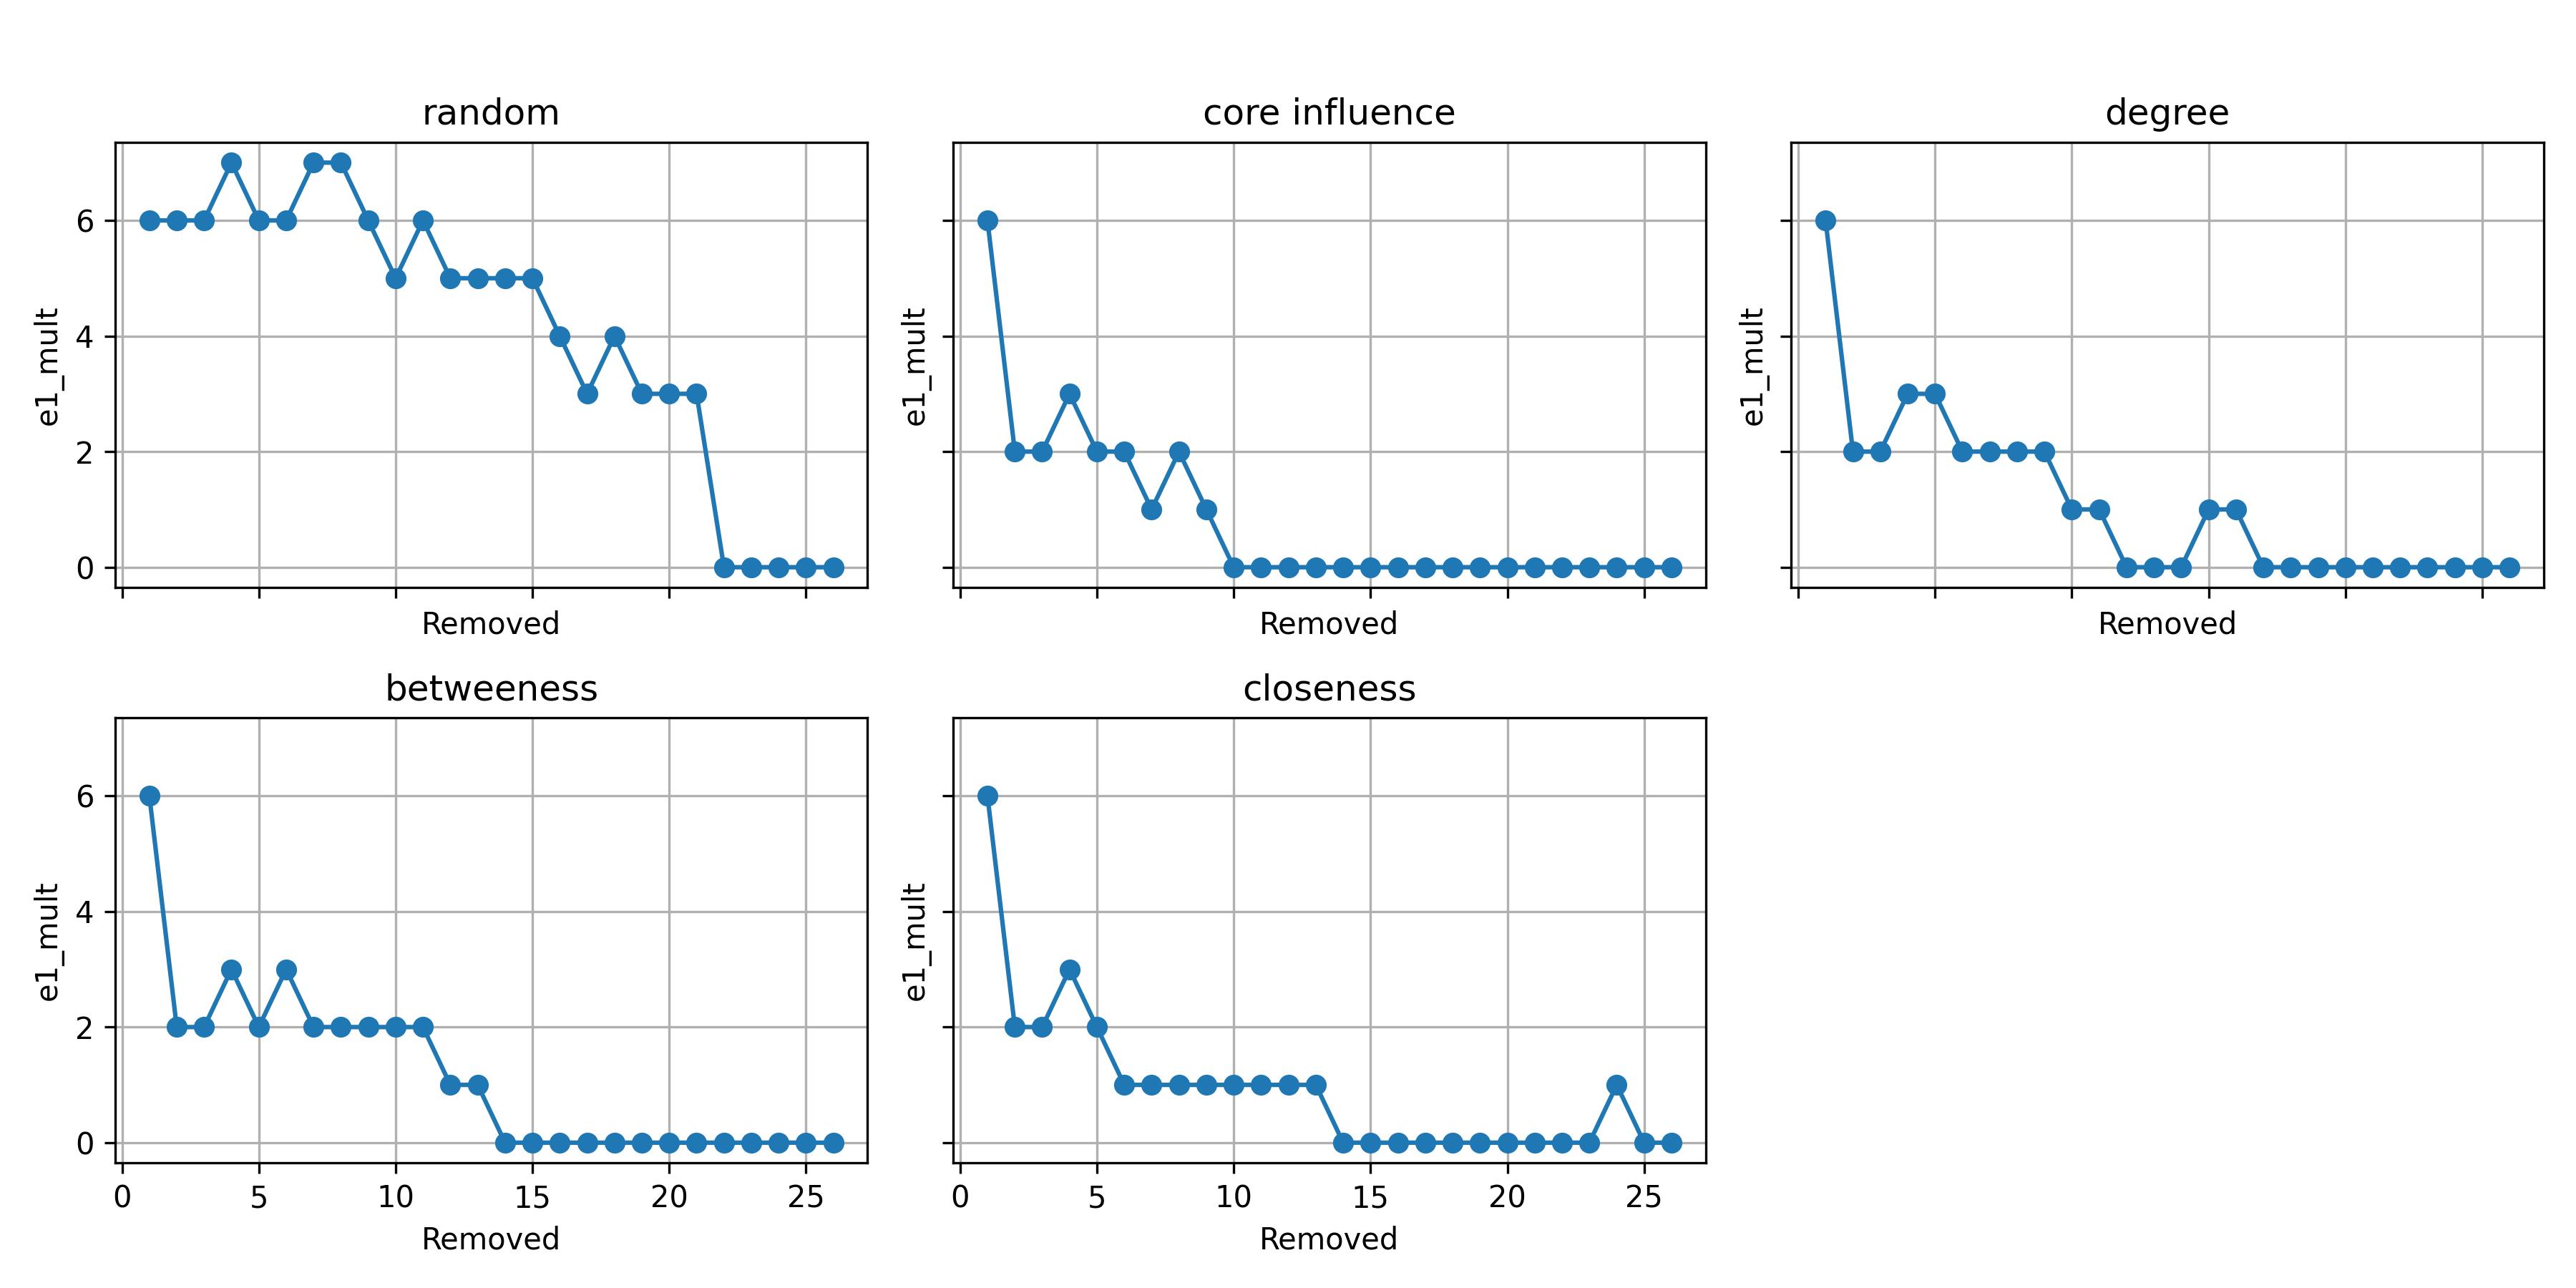 random
core influence
degree
6
4
2
0
e1_mult
e1_mult
e1_mult
Removed
Removed
Removed
betweeness
closeness
6
4
2
0
e1_mult
e1_mult
0 5 10 15 20 25
0 5 10 15 20 25
Removed
Removed